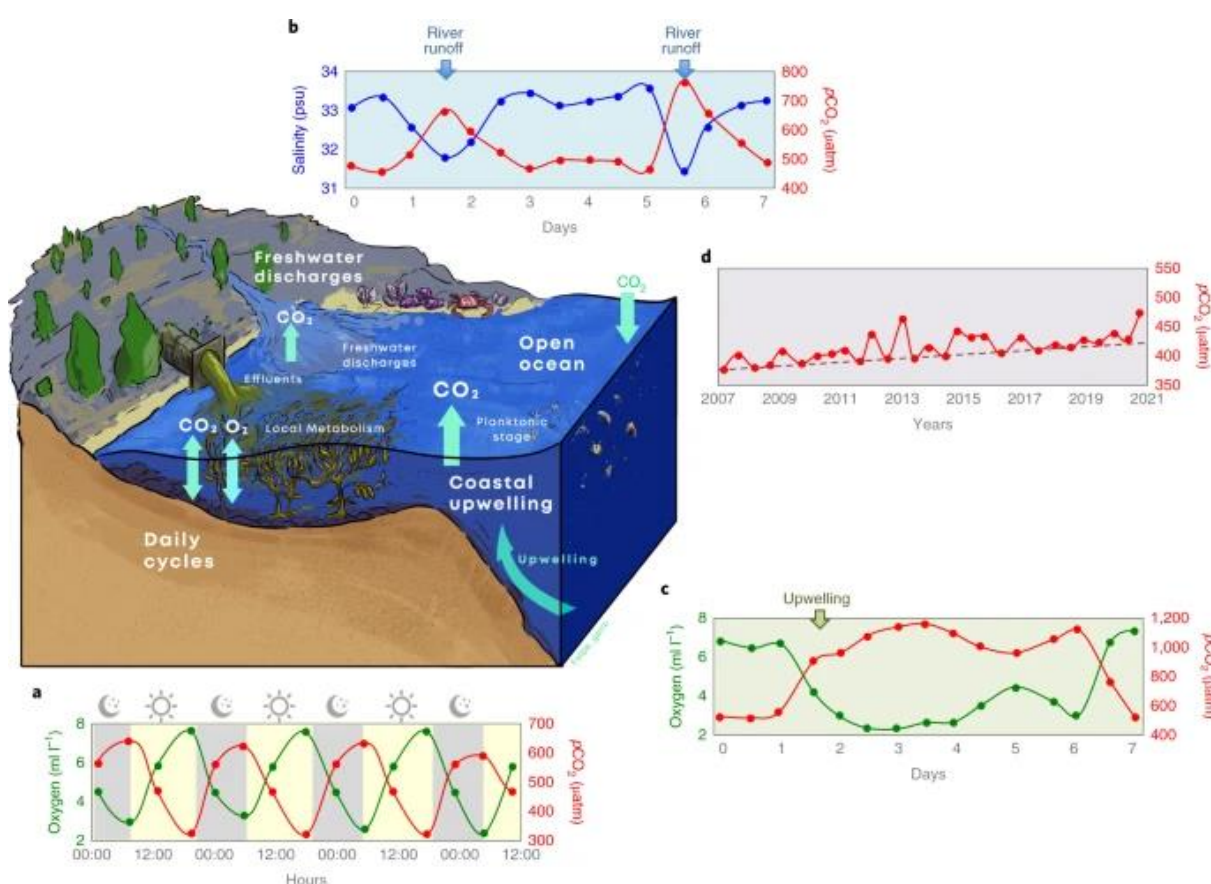 b
River
runoff
River
runoff
34
33
32
31
Salinity (psu)
800
700
600
500
400
pCO2 (µatm)
0 1 2 3 4 5 6 7
Days
Freshwater
discharges
CO2
Freshwater
discharges
Effluents
CO2 O2
Local Metabolism
Open
ocean
CO2
CO2
Planktonic
stage
Coastal
upwelling
Upwelling
Daily
cycles
d
550
500
450
400
350
pCO2 (µatm)
2007 2009 2011 2013 2015 2017 2019 2021
Years
c
Upwelling
8
6
4
2
Oxygen (ml l−1)
1,200
1,000
800
600
400
pCO2 (µatm)
0 1 2 3 4 5 6 7
Days
a
8
6
4
2
Oxygen (ml l−1)
700
600
500
400
300
pCO2 (µatm)
00:00 12:00 00:00 12:00 00:00 12:00 00:00 12:00
Hours